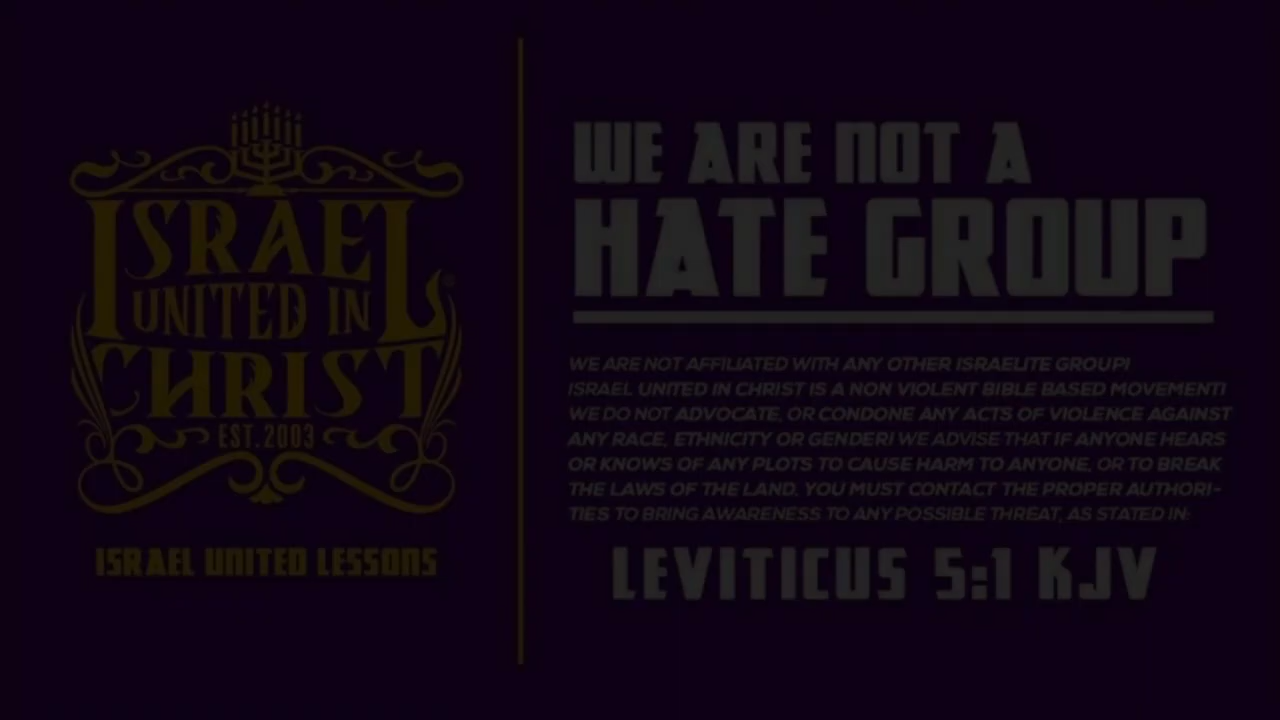 ISRAEL
UNITED IN
CHRIST
EST. 2003
ISRAEL UNITED LESSONS
WE ARE NOT A
HATE GROUP
WE ARE NOT AFFILIATED WITH ANY OTHER ISRAELITE GROUP!
ISRAEL UNITED IN CHRIST IS A NON VIOLENT BIBLE BASED MOVEMENT!
WE DO NOT ADVOCATE, OR CONDONE ANY ACTS OF VIOLENCE AGAINST
ANY RACE, ETHNICITY OR GENDER! WE ADVISE THAT IF ANYONE HEARS
OR KNOWS OF ANY PLOTS TO CAUSE HARM TO ANYONE, OR TO BREAK
THE LAWS OF THE LAND. YOU MUST CONTACT THE PROPER AUTHORI-
TIES TO BRING AWARENESS TO ANY POSSIBLE THREAT, AS STATED IN:
LEVITICUS 5:1 KJV